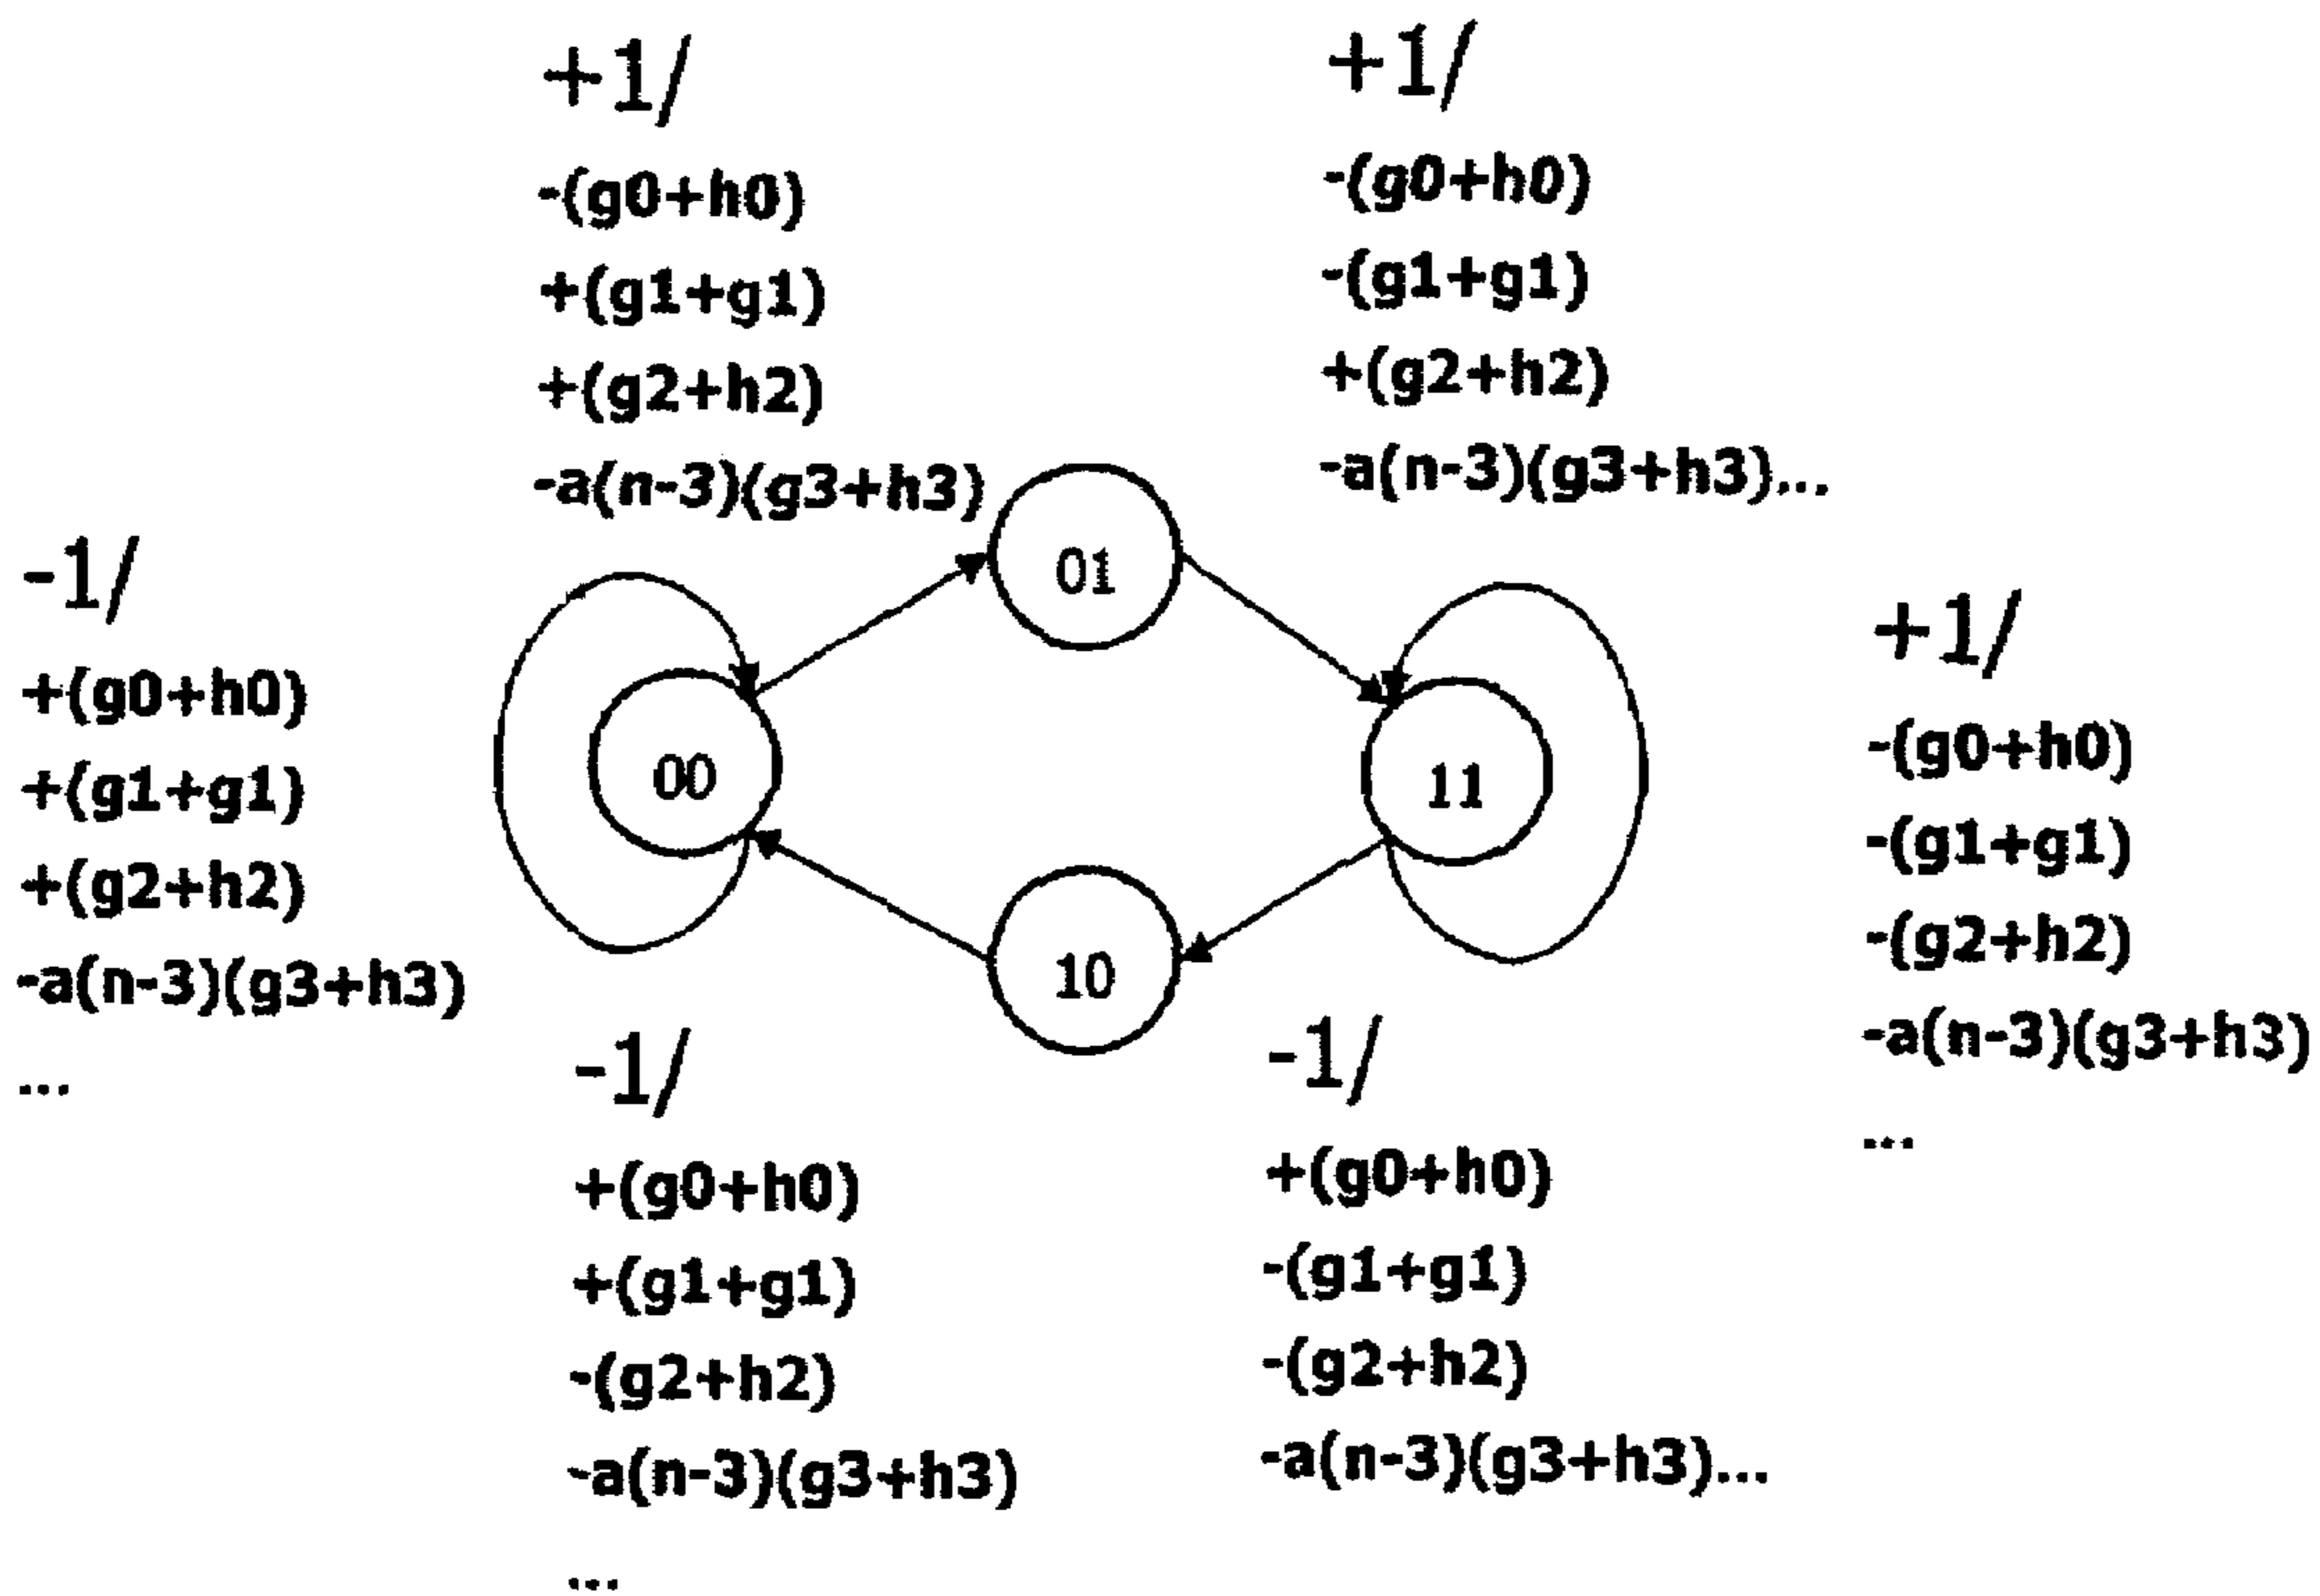 +1/
-(g0+h0)
+(g1+g1)
+(g2+h2)
-a(n-3)(g3+h3)
+1/
-(g0+h0)
-(g1+g1)
+(g2+h2)
-a(n-3)(g3+h3)...
-1/
+(g0+h0)
+(g1+g1)
+(g2+h2)
-a(n-3)(g3+h3)
...
01
00
11
10
+1/
-(g0+h0)
-(g1+g1)
-(g2+h2)
-a(n-3)(g3+h3)
...
-1/
+(g0+h0)
+(g1+g1)
-(g2+h2)
-a(n-3)(g3+h3)
...
-1/
+(g0+h0)
-(g1+g1)
-(g2+h2)
-a(n-3)(g3+h3)...